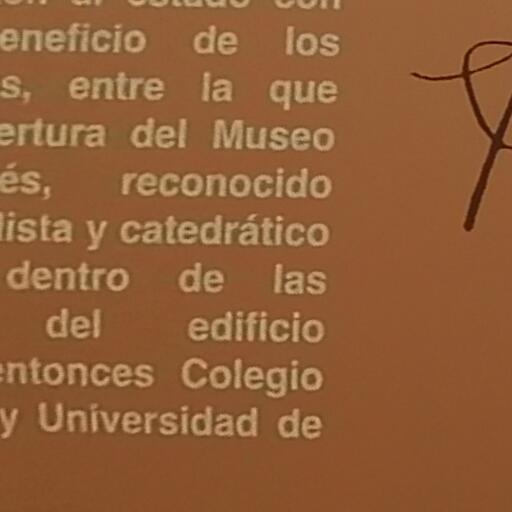 al estado con
eneficio de los
s, entre la que
ertura del Museo
és, reconocido
lista y catedrático
dentro de las
del edificio
entonces Colegio
y Universidad de